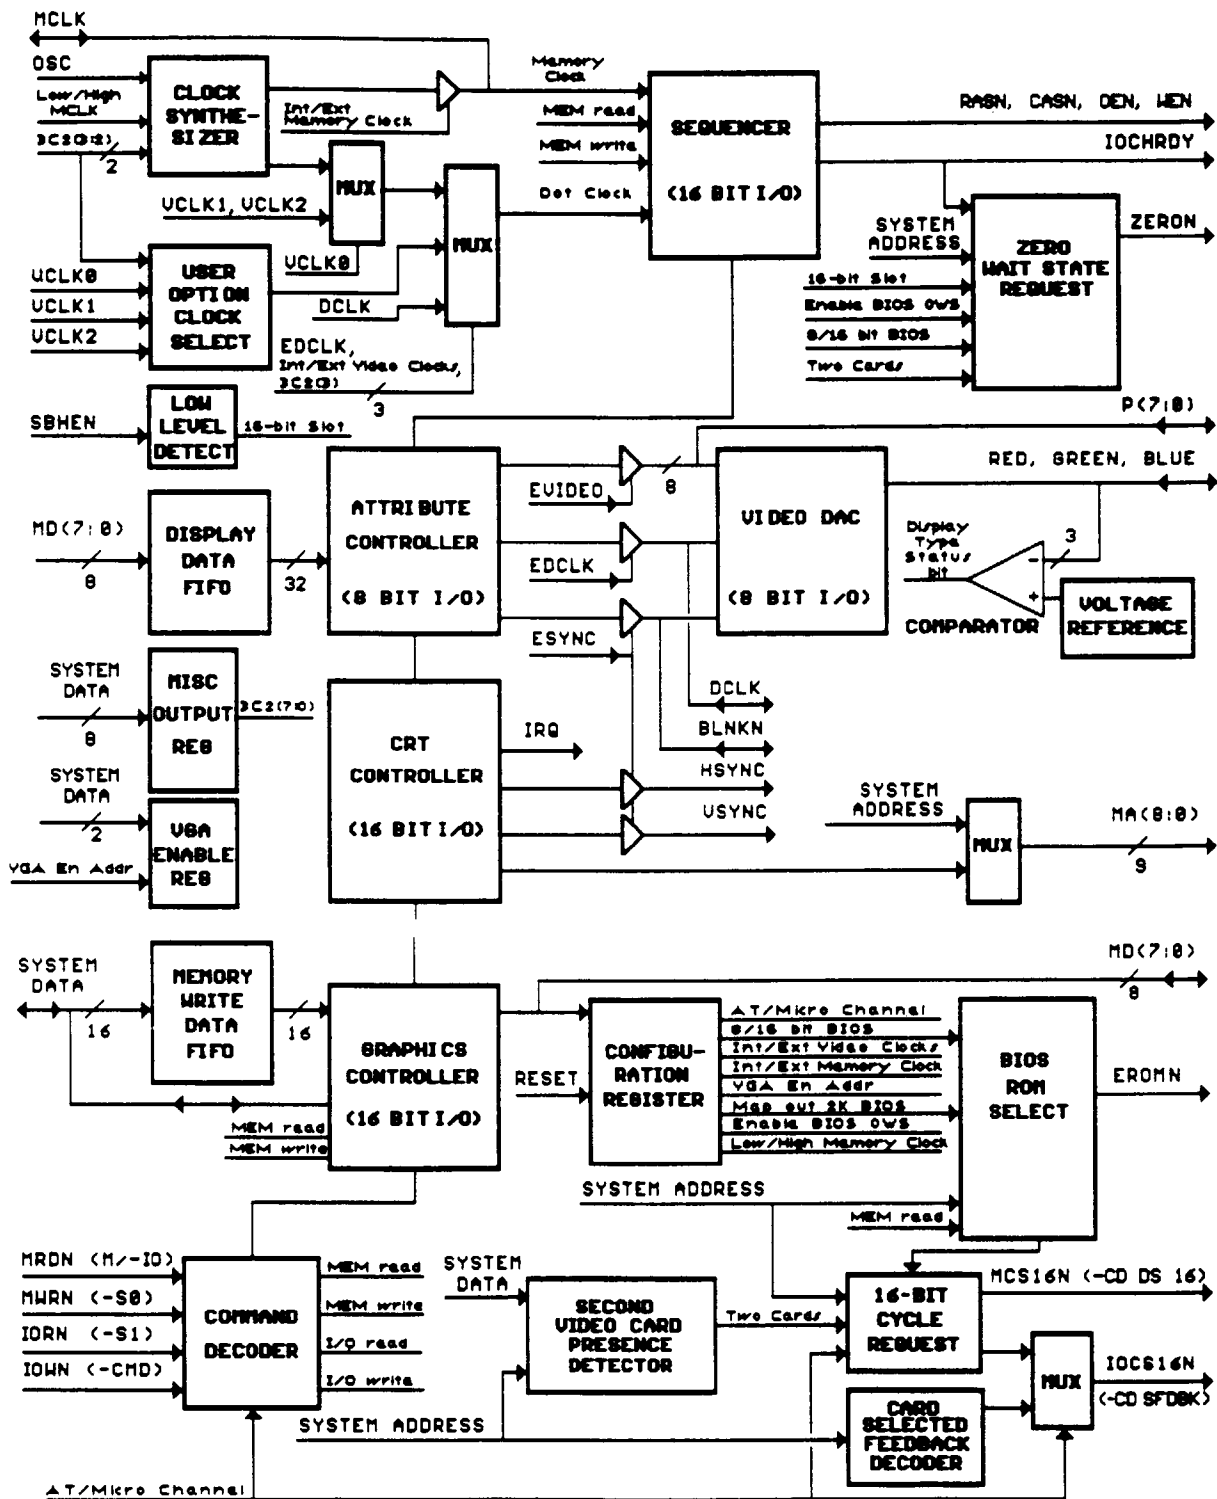 MCLK
OSC
Low/High
MCLK
3C2(3:2)
2
CLOCK
SYNTHE-
SIZER
Int/Ext
Memory Clock
Memory
Clock
MEM read
MEM write
Dot Clock
SEQUENCER
(16 BIT I/O)
RASN, CASN, OEN, WEN
IOCHRDY
MUX
VCLK1, VCLK2
VCLK0
MUX
DCLK
EDCLK,
Int/Ext Video Clocks,
3C2(3)
3
VCLK0
VCLK1
VCLK2
USER
OPTION
CLOCK
SELECT
SYSTEM
ADDRESS
16-bit Slot
Enable BIOS 0WS
8/16 bit BIOS
Two Cards
ZERO
WAIT STATE
REQUEST
ZERON
SBHEN
LOW
LEVEL
DETECT
16-bit Slot
P(7:0)
RED, GREEN, BLUE
MD(7:0)
8
DISPLAY
DATA
FIFO
32
ATTRIBUTE
CONTROLLER
(8 BIT I/O)
EVIDEO
EDCLK
ESYNC
8
VIDEO DAC
(8 BIT I/O)
Display
Type
Status
bit
-
+
3
COMPARATOR
VOLTAGE
REFERENCE
SYSTEM
DATA
8
MISC
OUTPUT
REG
3C2(7:0)
SYSTEM
DATA
2
VGA En Addr
VGA
ENABLE
REG
CRT
CONTROLLER
(16 BIT I/O)
IRQ
DCLK
BLNKN
HSYNC
VSYNC
SYSTEM
ADDRESS
MUX
MA(8:0)
9
SYSTEM
DATA
16
MEMORY
WRITE
DATA
FIFO
16
GRAPHICS
CONTROLLER
(16 BIT I/O)
MEM read
MEM write
MD(7:0)
8
RESET
CONFIGU-
RATION
REGISTER
AT/Micro Channel
8/16 bit BIOS
Int/Ext Video Clocks
Int/Ext Memory Clock
VGA En Addr
Map out 2K BIOS
Enable BIOS 0WS
Low/High Memory Clock
BIOS
ROM
SELECT
EROMN
SYSTEM ADDRESS
MEM read
MRDN (M/-IO)
MWRN (-S0)
IORN (-S1)
IOWN (-CMD)
COMMAND
DECODER
MEM read
MEM write
I/O read
I/O write
SYSTEM
DATA
SECOND
VIDEO CARD
PRESENCE
DETECTOR
Two Cards
16-BIT
CYCLE
REQUEST
MCS16N (-CD DS 16)
MUX
IOCS16N
(-CD SFDBK)
SYSTEM ADDRESS
CARD
SELECTED
FEEDBACK
DECODER
AT/Micro Channel